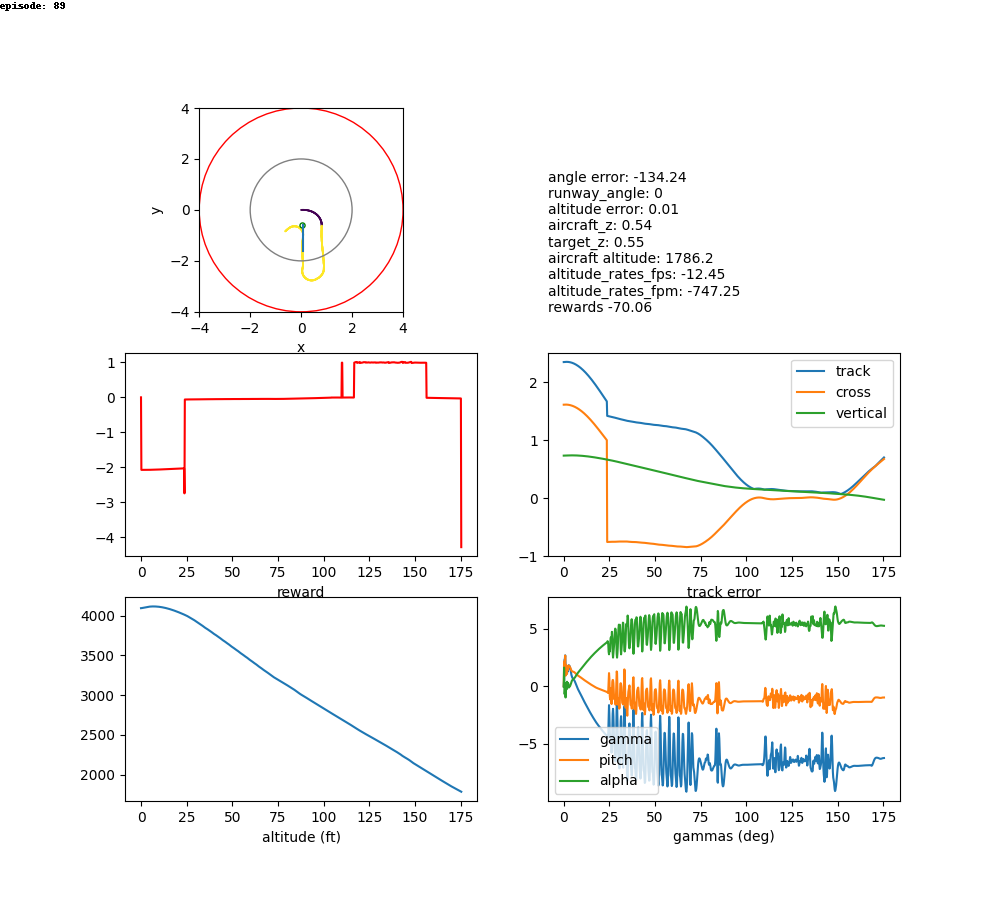 episode: 89
4
2
0
−2
−4
y
−4 −2 0 2 4
x
angle error: -134.24
runway_angle: 0
altitude error: 0.01
aircraft_z: 0.54
target_z: 0.55
aircraft altitude: 1786.2
altitude_rates_fps: -12.45
altitude_rates_fpm: -747.25
rewards -70.06
1
0
−1
−2
−3
−4
0 25 50 75 100 125 150 175
reward
track
cross
vertical
2
1
0
−1
0 25 50 75 100 125 150 175
track error
4000
3500
3000
2500
2000
0 25 50 75 100 125 150 175
altitude (ft)
5
0
−5
gamma
pitch
alpha
0 25 50 75 100 125 150 175
gammas (deg)